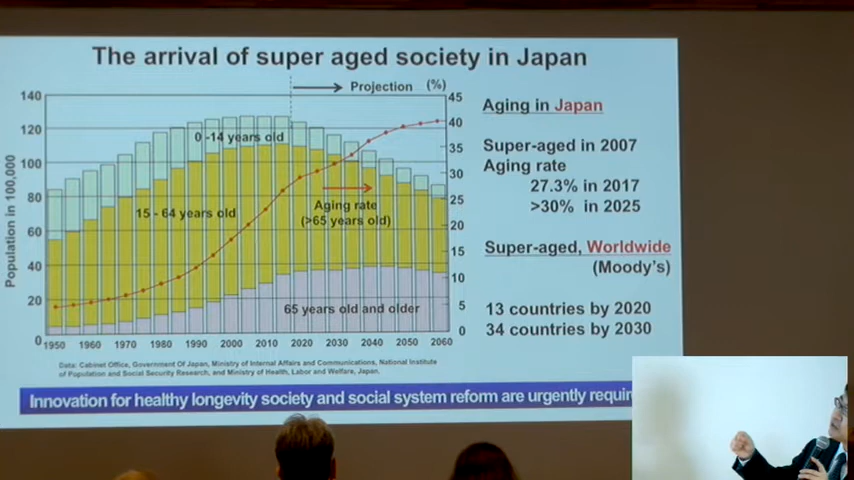 The arrival of super aged society in Japan
Projection (%)
140
120
100
80
60
40
20
0
Population in 100,000
45
40
35
30
25
20
15
10
5
0
0 -14 years old
15 - 64 years old
Aging rate
(>65 years old)
65 years old and older
1950 1960 1970 1980 1990 2000 2010 2020 2030 2040 2050 2060
Data: Cabinet Office, Government Of Japan, Ministry of Internal Affairs and Communications, National Institute
of Population and Social Security Research, and Ministry of Health, Labor and Welfare, Japan.
Aging in Japan
Super-aged in 2007
Aging rate
27.3% in 2017
>30% in 2025
Super-aged, Worldwide
(Moody's)
13 countries by 2020
34 countries by 2030
Innovation for healthy longevity society and social system reform are urgently requir